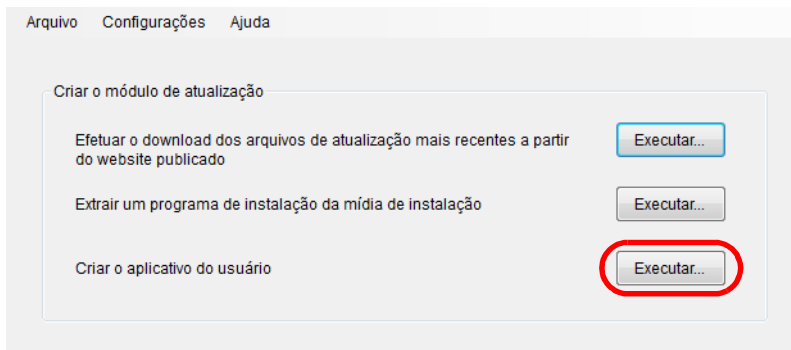 Arquivo Configurações Ajuda
Criar o módulo de atualização
Efetuar o download dos arquivos de atualização mais recentes a partir
do website publicado
Executar...
Extrair um programa de instalação da mídia de instalação
Executar...
Criar o aplicativo do usuário
Executar...